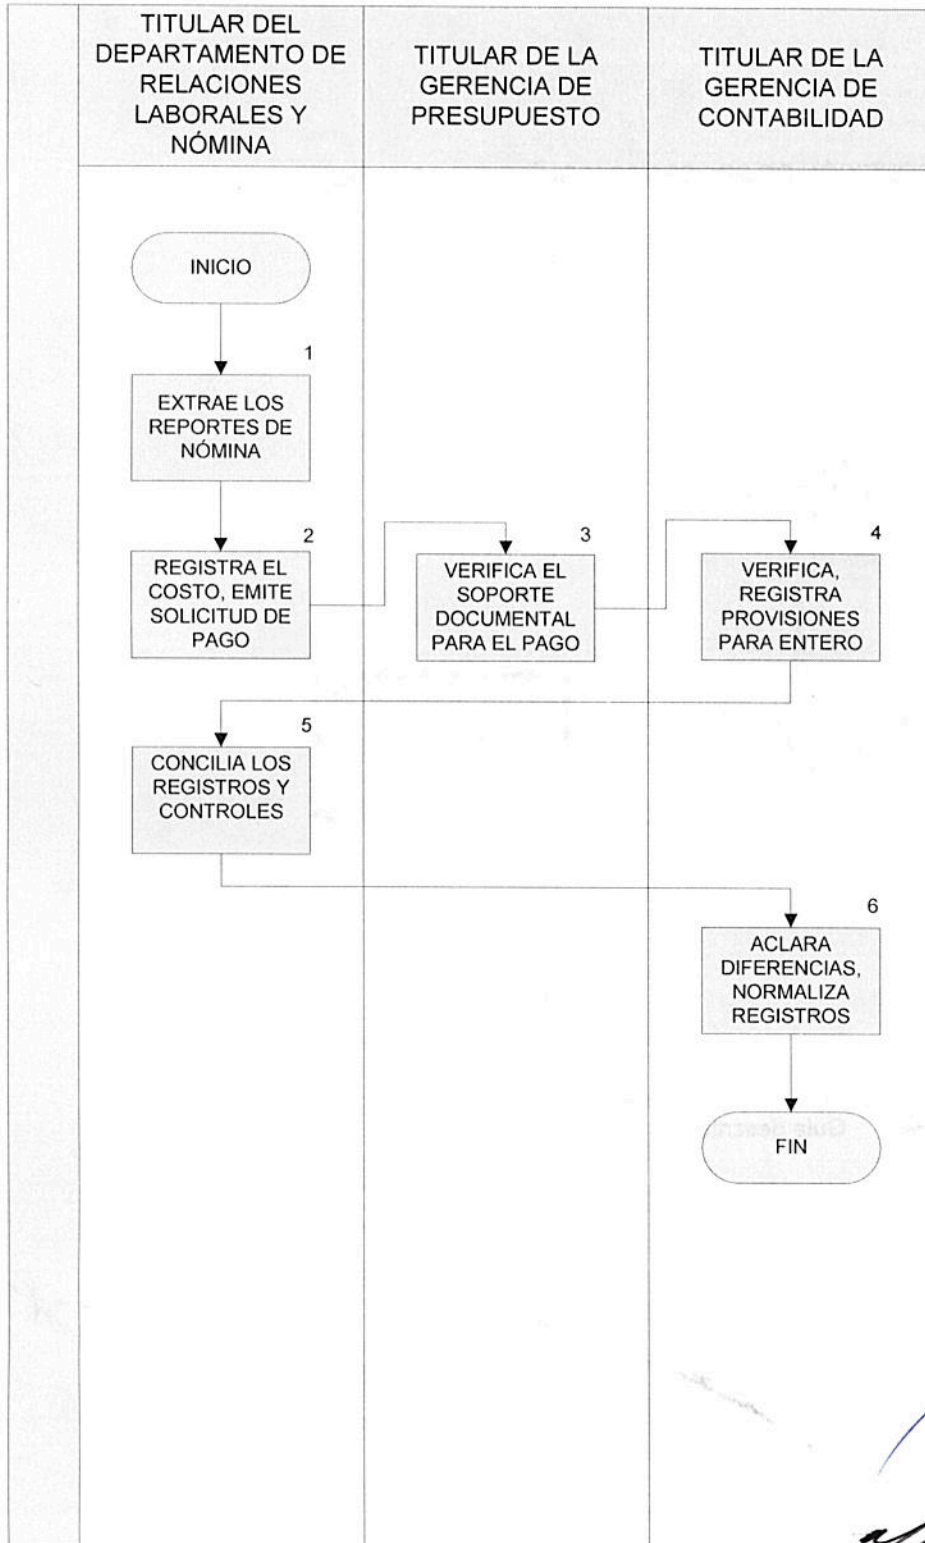 TITULAR DEL
DEPARTAMENTO DE
RELACIONES
LABORALES Y
NÓMINA
TITULAR DE LA
GERENCIA DE
PRESUPUESTO
TITULAR DE LA
GERENCIA DE
CONTABILIDAD
INICIO
1
EXTRAE LOS
REPORTES DE
NÓMINA
2
REGISTRA EL
COSTO, EMITE
SOLICITUD DE
PAGO
3
VERIFICA EL
SOPORTE
DOCUMENTAL
PARA EL PAGO
4
VERIFICA,
REGISTRA
PROVISIONES
PARA ENTERO
5
CONCILIA LOS
REGISTROS Y
CONTROLES
6
ACLARA
DIFERENCIAS,
NORMALIZA
REGISTROS
FIN